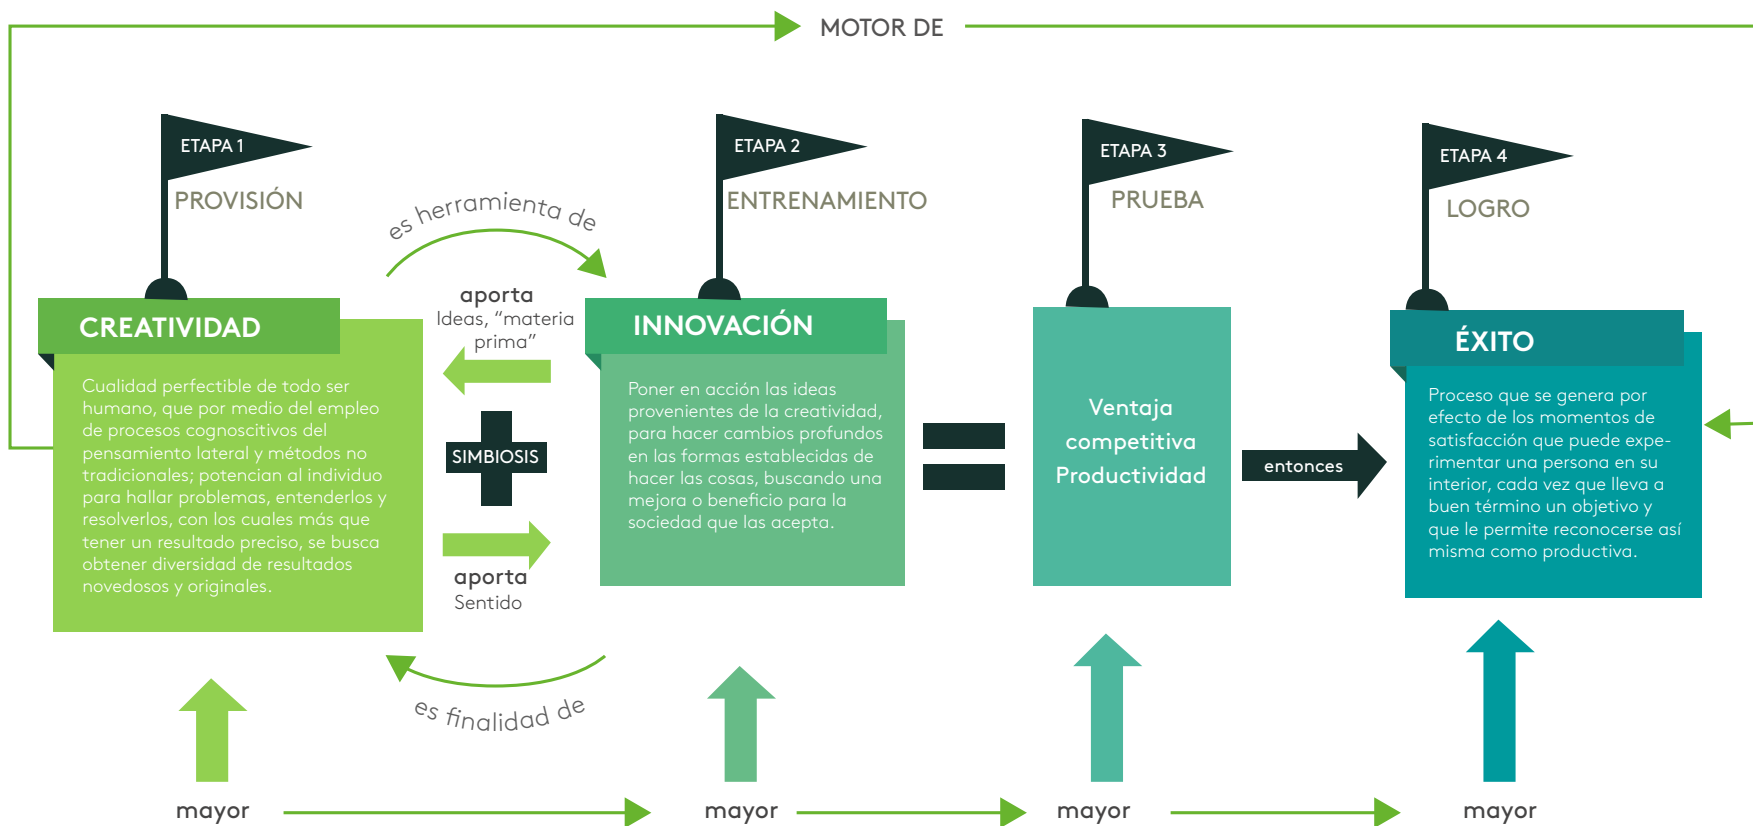 MOTOR DE
ETAPA 1
PROVISIÓN
ETAPA 2
ENTRENAMIENTO
ETAPA 3
PRUEBA
ETAPA 4
LOGRO
es herramienta de
CREATIVIDAD
Cualidad perfectible de todo ser
humano, que por medio del empleo
de procesos cognoscitivos del
pensamiento lateral y métodos no
tradicionales; potencian al individuo
para hallar problemas, entenderlos y
resolverlos, con los cuales más que
tener un resultado preciso, se busca
obtener diversidad de resultados
novedosos y originales.
aporta
Ideas, “materia
prima”
SIMBIOSIS
aporta
Sentido
es finalidad de
INNOVACIÓN
Poner en acción las ideas
provenientes de la creatividad,
para hacer cambios profundos
en las formas establecidas de
hacer las cosas, buscando una
mejora o beneficio para la
sociedad que las acepta.
Ventaja
competitiva
Productividad
entonces
ÉXITO
Proceso que se genera por
efecto de los momentos de
satisfacción que puede expe-
rimentar una persona en su
interior, cada vez que lleva a
buen término un objetivo y
que le permite reconocerse así
misma como productiva.
mayor
mayor
mayor
mayor